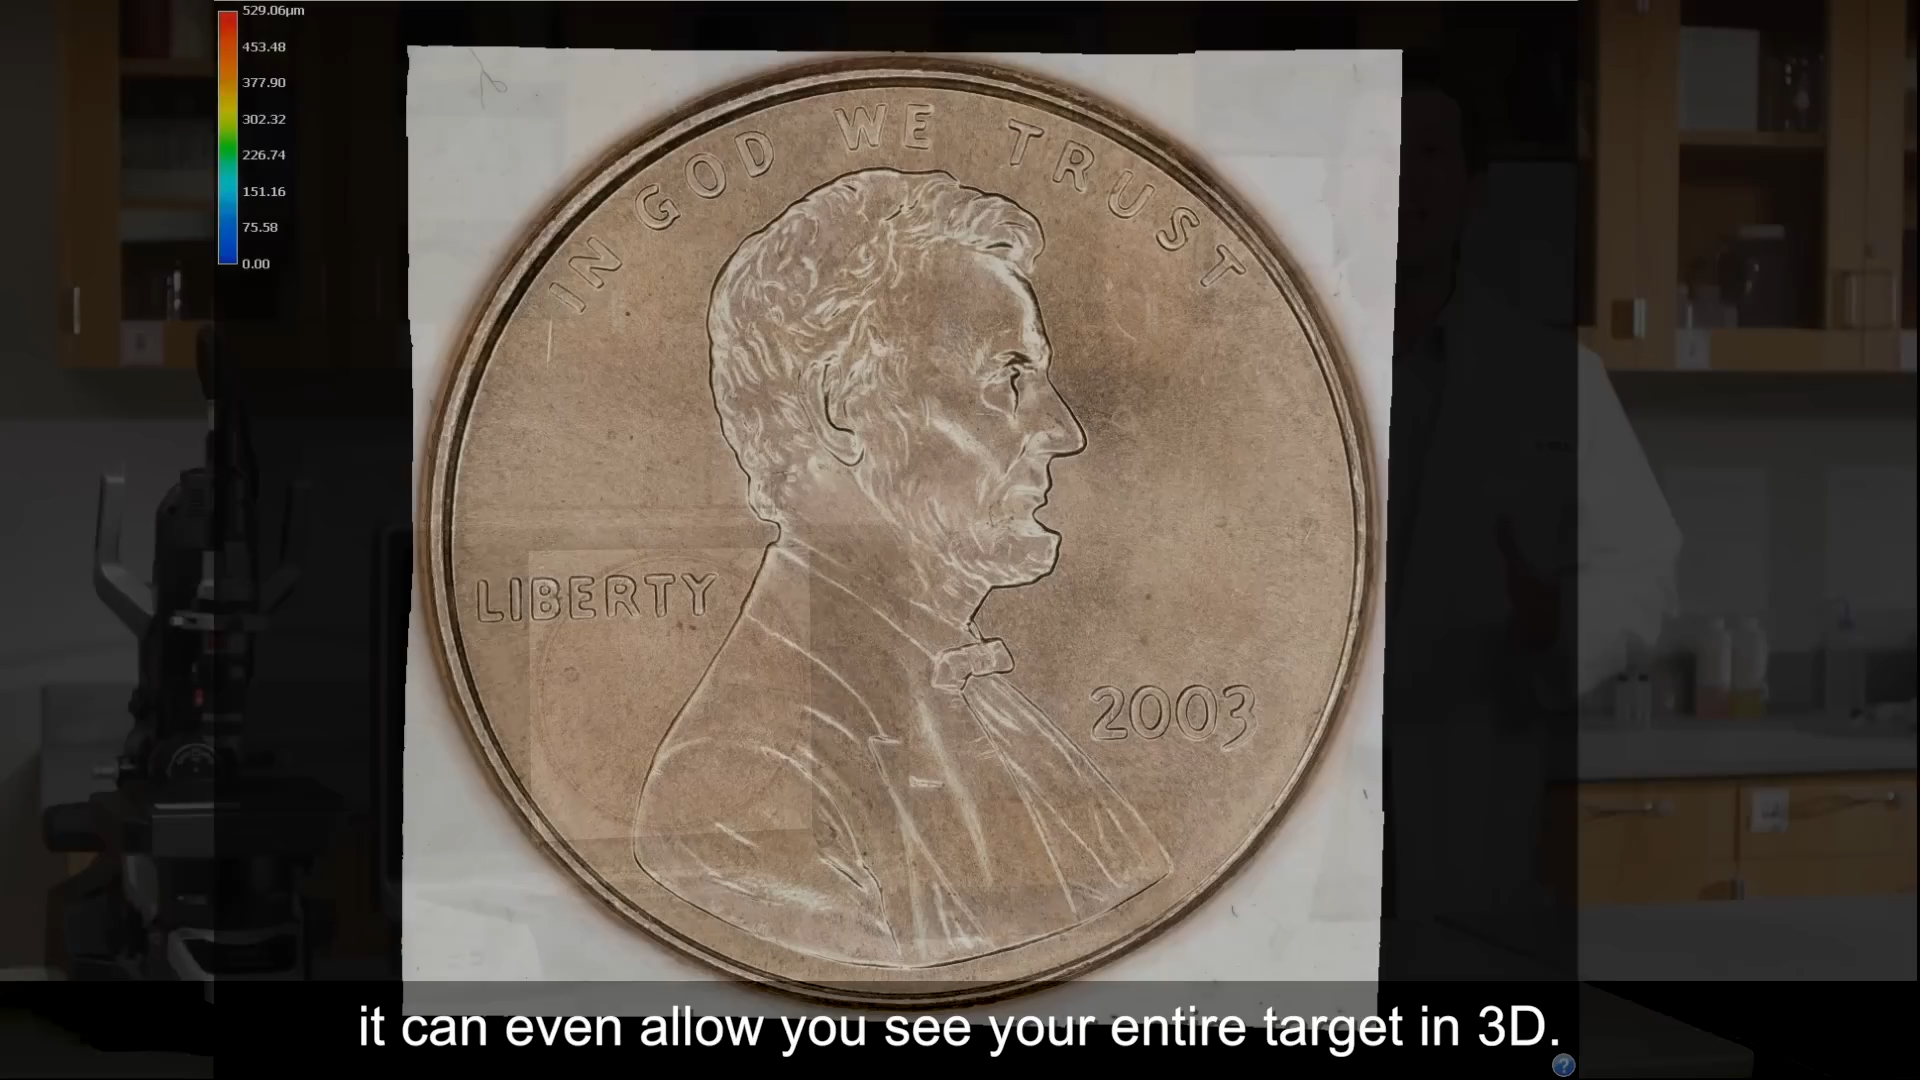 529.06µm
453.48
377.90
302.32
226.74
151.16
75.58
0.00
IN GOD WE TRUST
LIBERTY
2003
it can even allow you see your entire target in 3D.
?